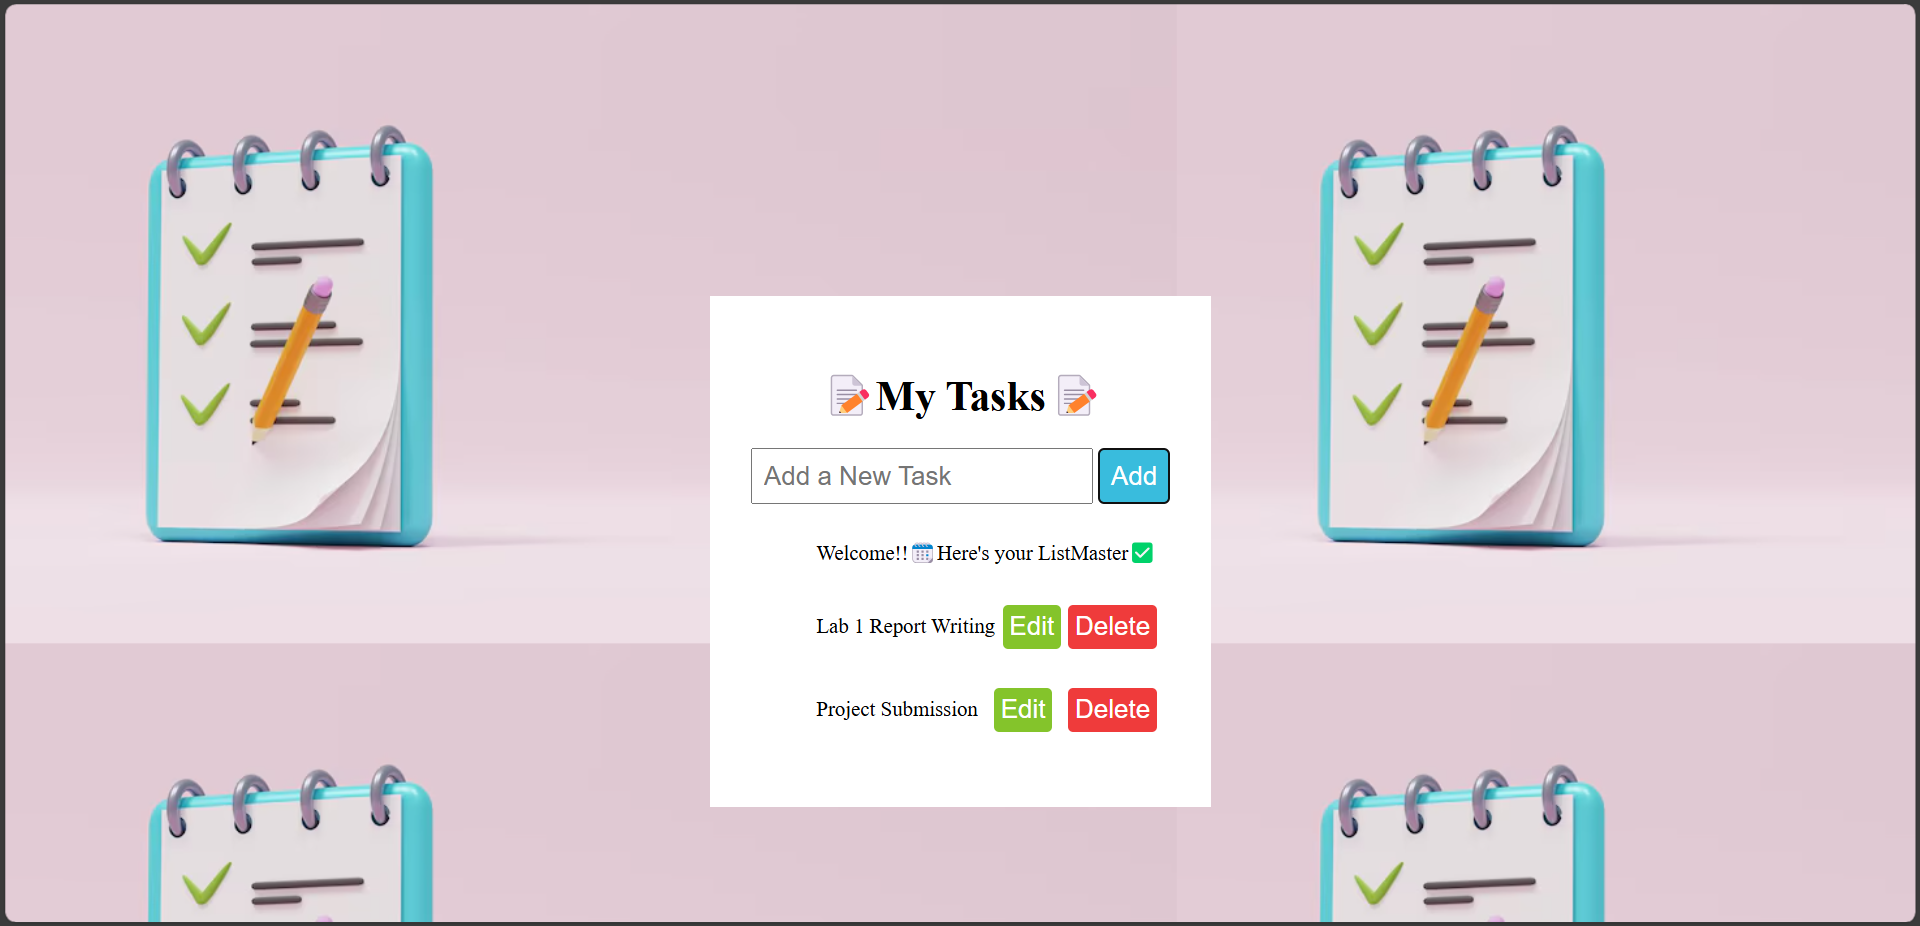 📝My Tasks 📝
Add a New Task Add
Welcome!!🗓️Here's your ListMaster✅
Lab 1 Report Writing Edit Delete
Project Submission Edit Delete